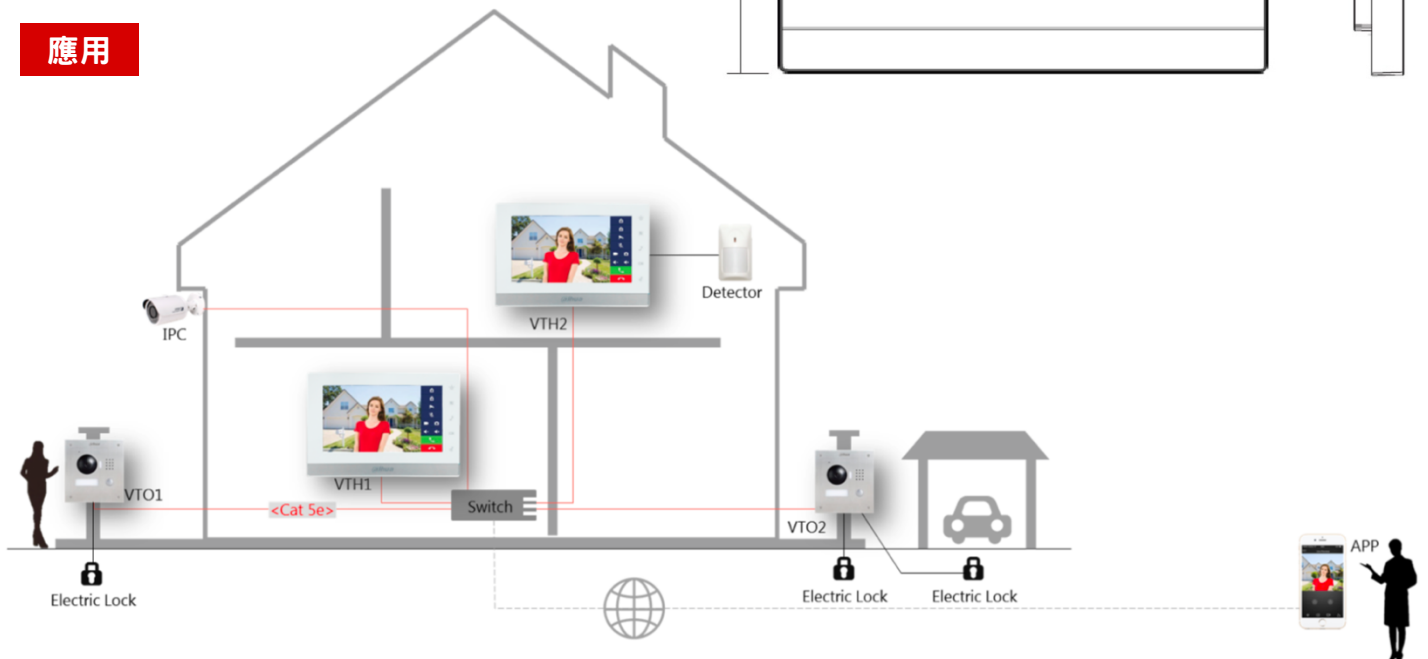 應用
Detector
IPC
VTH2
VTH1
VTO1
<Cat 5e>
Switch
VTO2
APP
Electric Lock
Electric Lock
Electric Lock